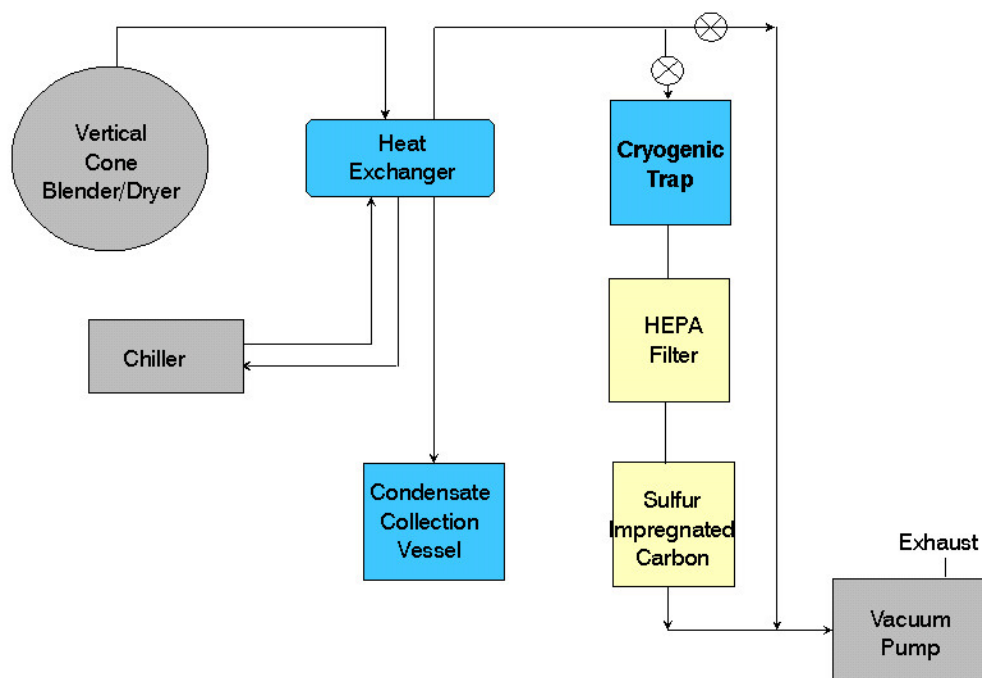 Vertical
Cone
Blender/Dryer
Heat
Exchanger
Cryogenic
Trap
Chiller
HEPA
Filter
Condensate
Collection
Vessel
Sulfur
Impregnated
Carbon
Exhaust
Vacuum
Pump